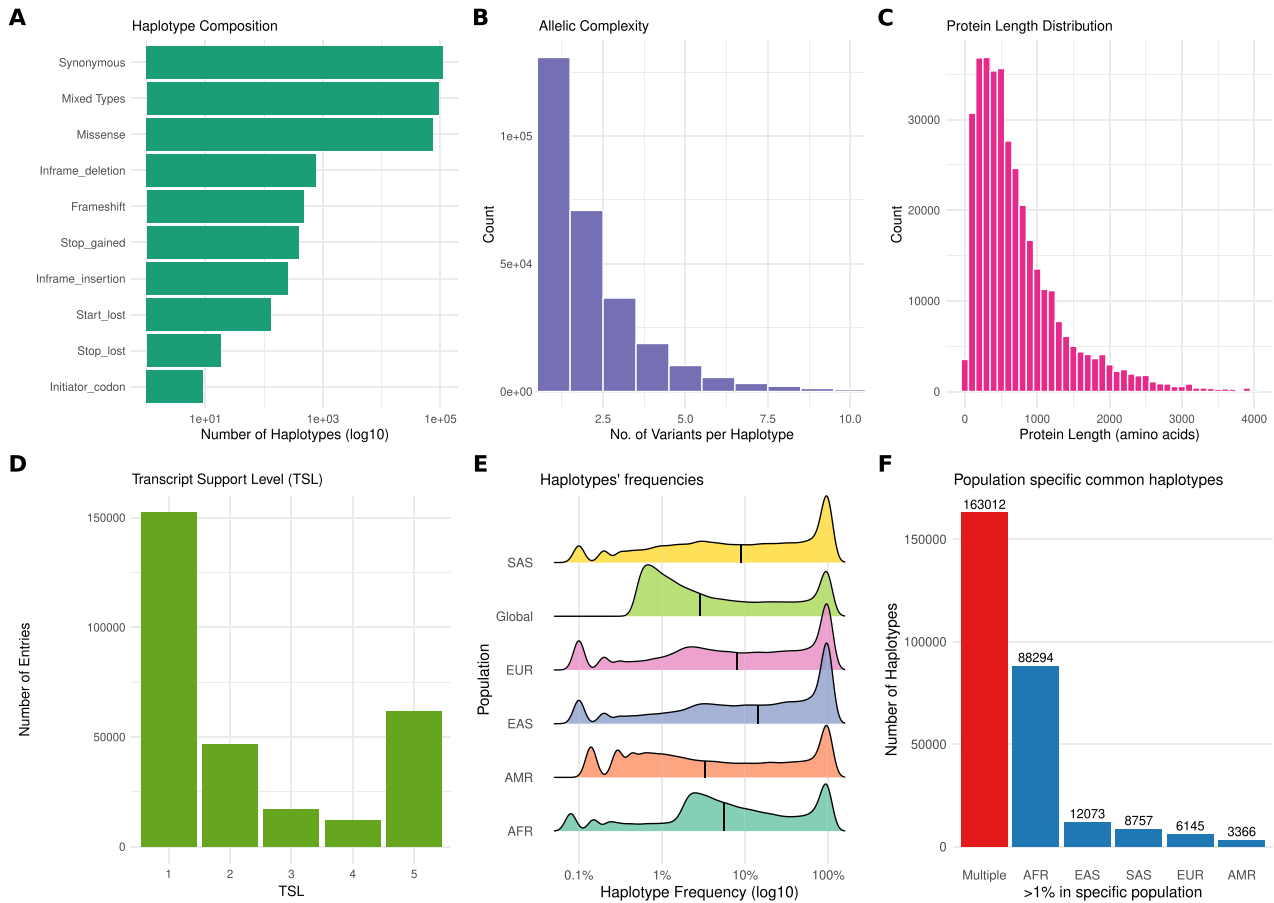 A
Haplotype Composition
Synonymous
Mixed Types
Missense
Inframe_deletion
Frameshift
Stop_gained
Inframe_insertion
Start_lost
Stop_lost
Initiator_codon
1e+01
1e+03
1e+05
Number of Haplotypes (log10)
B
Allelic Complexity
Count
1e+05
5e+04
0e+00
2.5
5.0
7.5
10.0
No. of Variants per Haplotype
C
Protein Length Distribution
Count
30000
20000
10000
0
0
1000
2000
3000
4000
Protein Length (amino acids)
D
Transcript Support Level (TSL)
Number of Entries
150000
100000
50000
0
1
2
3
4
5
TSL
E
Haplotypes' frequencies
Population
SAS
Global
EUR
EAS
AMR
AFR
0.1%
1%
10%
100%
Haplotype Frequency (log10)
F
Population specific common haplotypes
Number of Haplotypes
150000
100000
50000
0
163012
88294
12073
8757
6145
3366
Multiple
AFR
EAS
SAS
EUR
AMR
>1% in specific population